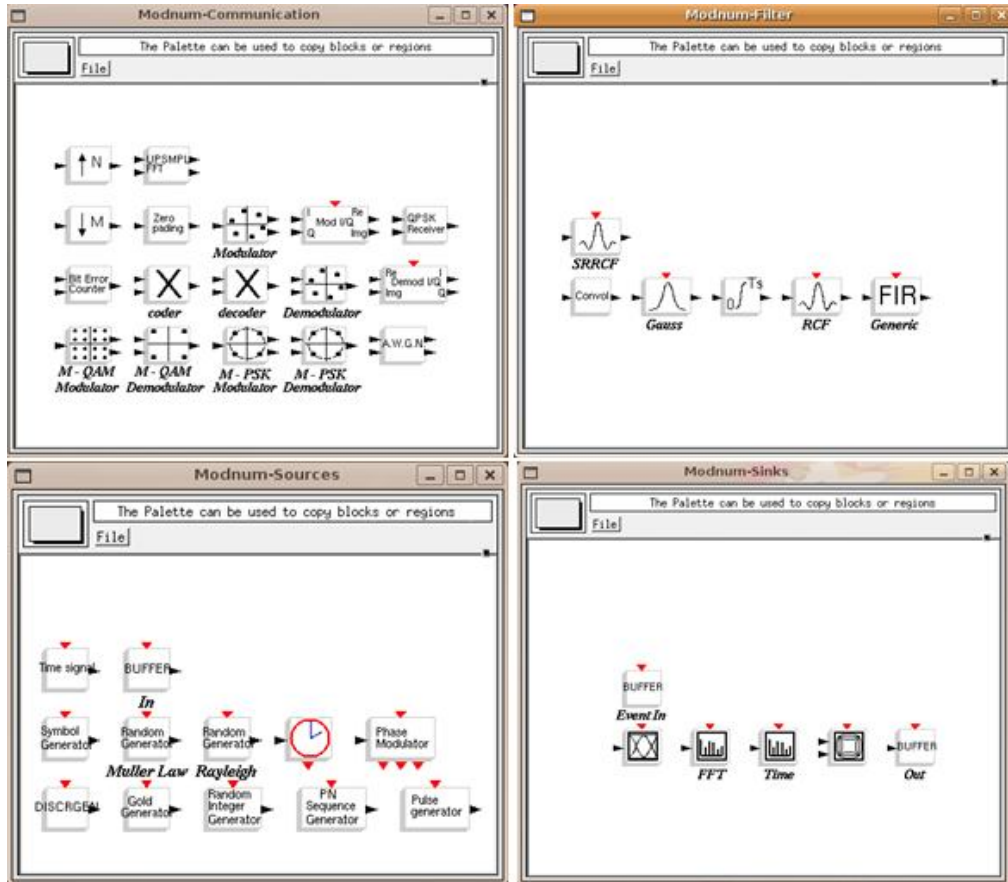 Modnum-Communication
The Palette can be used to copy blocks or regions
File
↑ N
UPSMPL
FFT
↓ M
Zero
pading
Modulator
I
Re
Mod I/Q
Q
Img
QPSK
Receiver
Bit Error
Counter
X
coder
X
decoder
Demodulator
Re
I
Demod I/Q
Img
Q
M - QAM
Modulator
M - QAM
Demodulator
M - PSK
Modulator
M - PSK
Demodulator
A.W.G.N.
Modnum-Filter
The Palette can be used to copy blocks or regions
File
SRRCF
Convol
Gauss
Ts
0
RCF
FIR
Generic
Modnum-Sources
The Palette can be used to copy blocks or regions
File
Time signal
BUFFER
In
Symbol
Generator
Random
Generator
Muller Law
Random
Generator
Rayleigh
Phase
Modulator
DISCRGEN
Gold
Generator
Random
Integer
Generator
PN
Sequence
Generator
Pulse
generator
Modnum-Sinks
The Palette can be used to copy blocks or regions
File
BUFFER
Event In
FFT
Time
BUFFER
Out